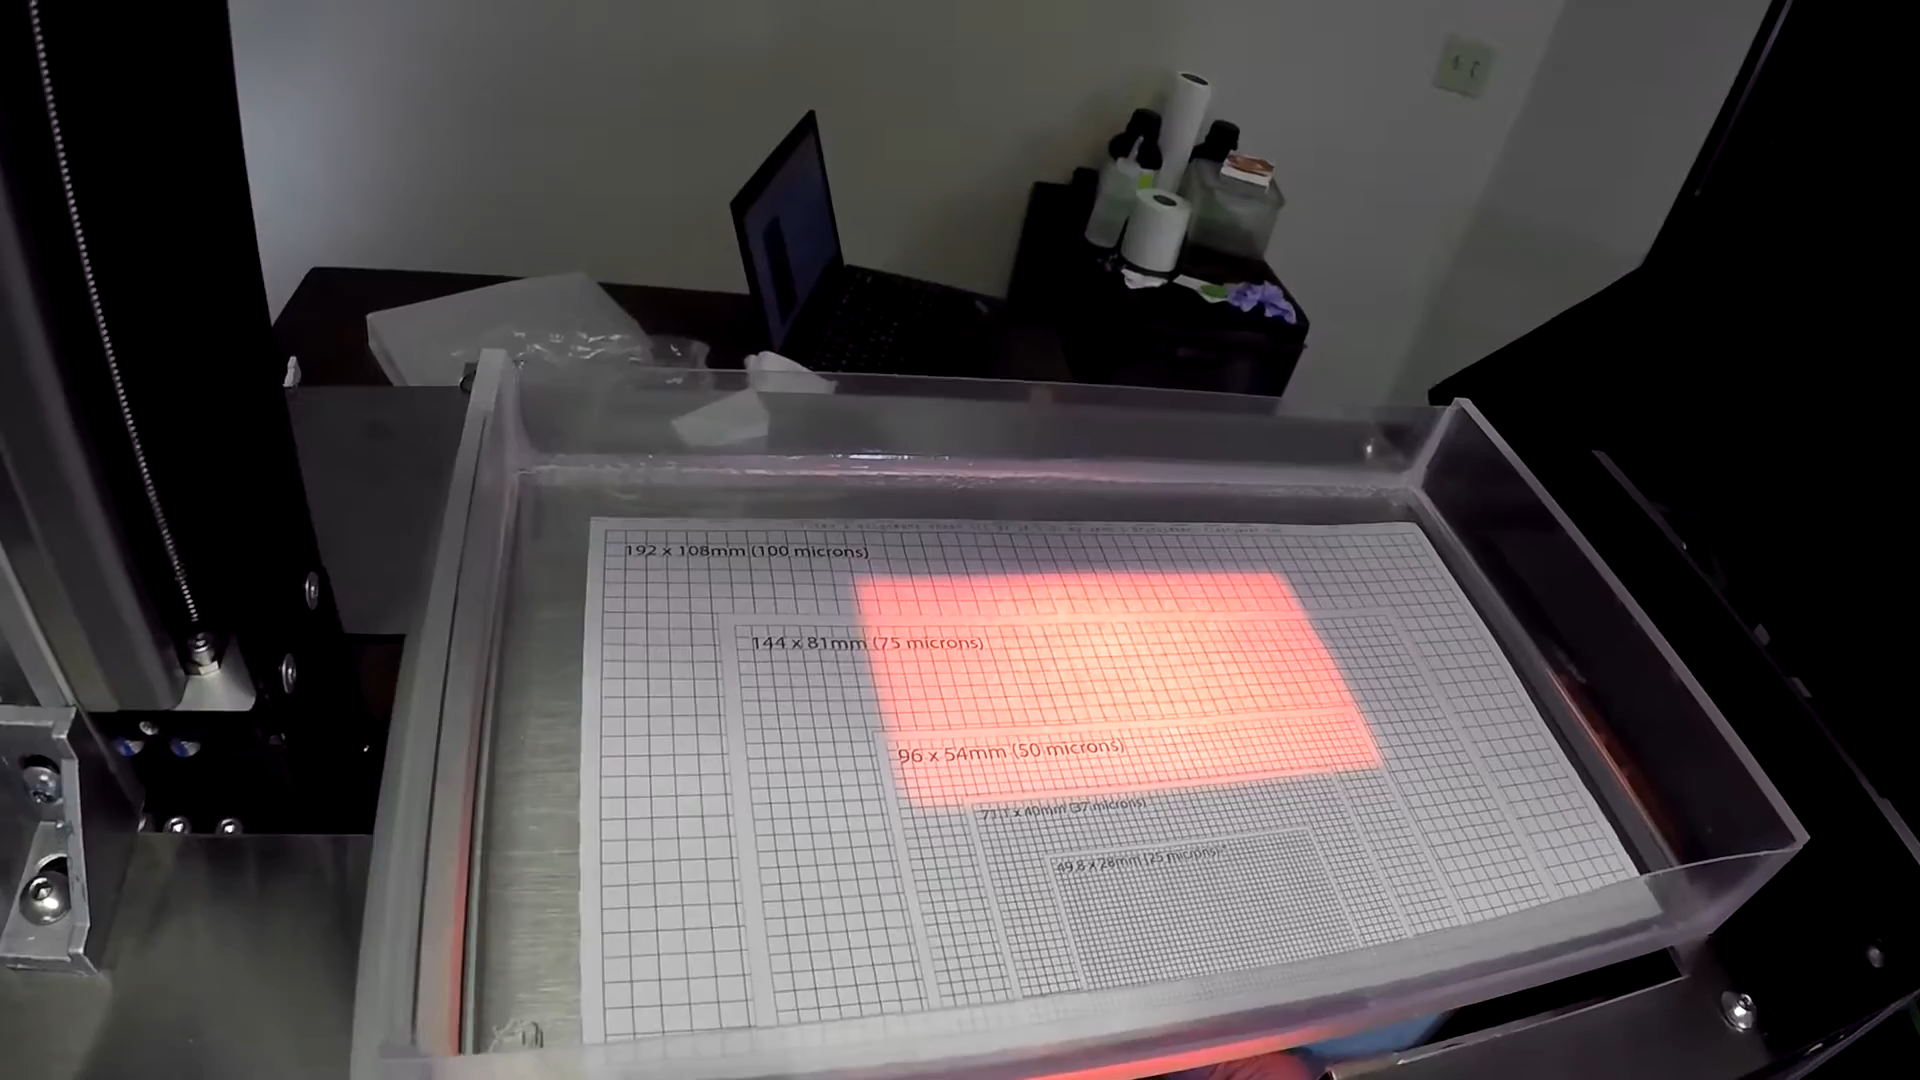 192 x 108mm (100 microns)
144 x 81mm (75 microns)
96 x 54mm (50 microns)
71.1 x 40mm (37 microns)
49.8 x 28mm (25 microns)*